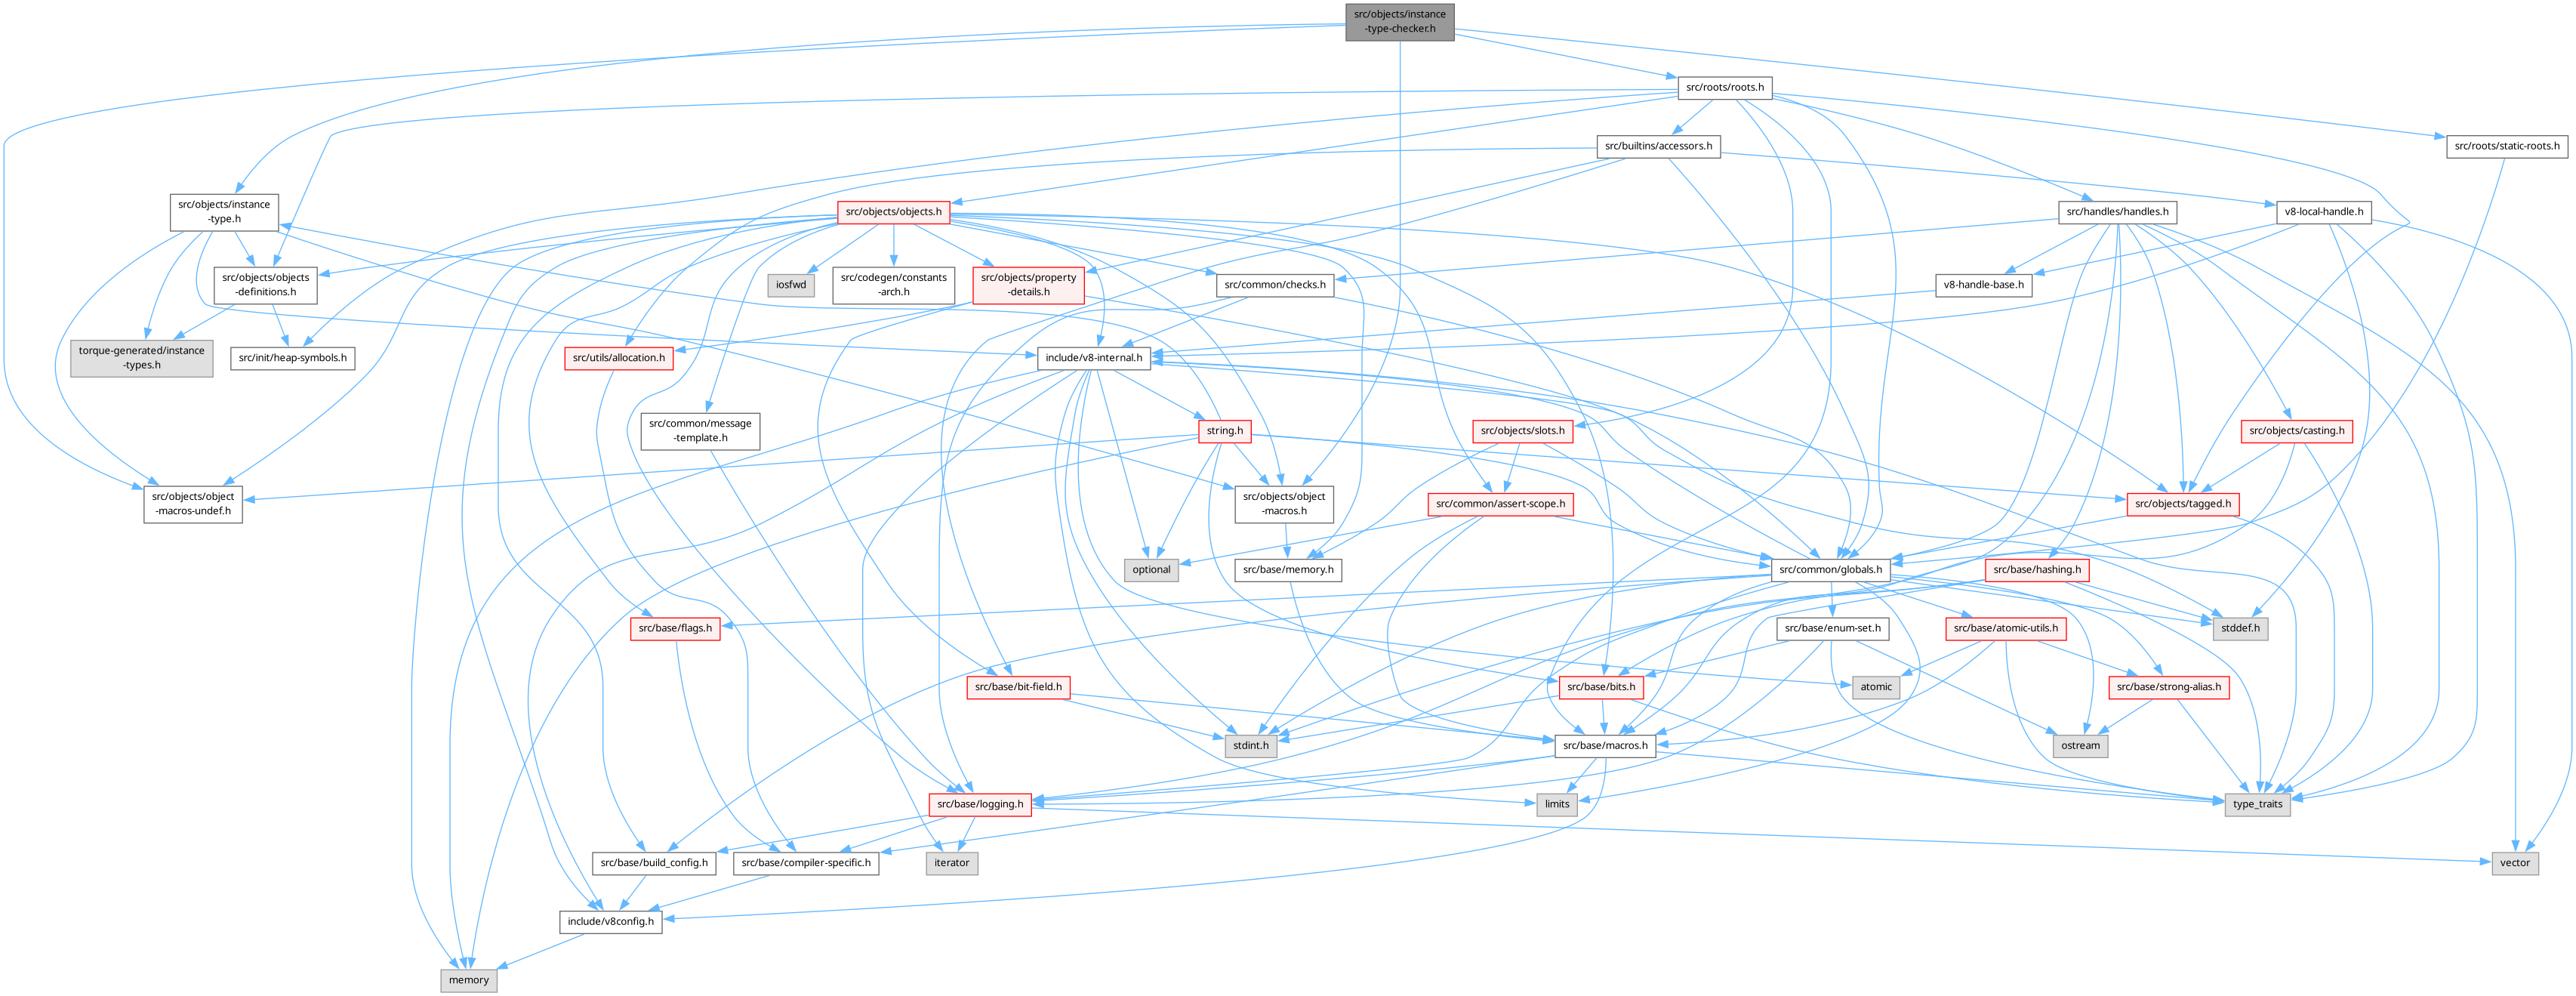 src/objects/instance
-type-checker.h
src/roots/roots.h
src/builtins/accessors.h
src/roots/static-roots.h
src/objects/instance
-type.h
src/objects/objects.h
src/handles/handles.h
v8-local-handle.h
src/objects/objects
-definitions.h
iosfwd
src/codegen/constants
-arch.h
src/objects/property
-details.h
src/common/checks.h
v8-handle-base.h
torque-generated/instance
-types.h
src/init/heap-symbols.h
src/utils/allocation.h
include/v8-internal.h
src/common/message
-template.h
string.h
src/objects/slots.h
src/objects/casting.h
src/objects/object
-macros-undef.h
src/objects/object
-macros.h
src/common/assert-scope.h
src/objects/tagged.h
optional
src/base/memory.h
src/common/globals.h
src/base/hashing.h
src/base/flags.h
src/base/enum-set.h
src/base/atomic-utils.h
stddef.h
src/base/bit-field.h
src/base/bits.h
atomic
src/base/strong-alias.h
stdint.h
src/base/macros.h
ostream
src/base/logging.h
limits
type_traits
src/base/build_config.h
src/base/compiler-specific.h
iterator
vector
include/v8config.h
memory